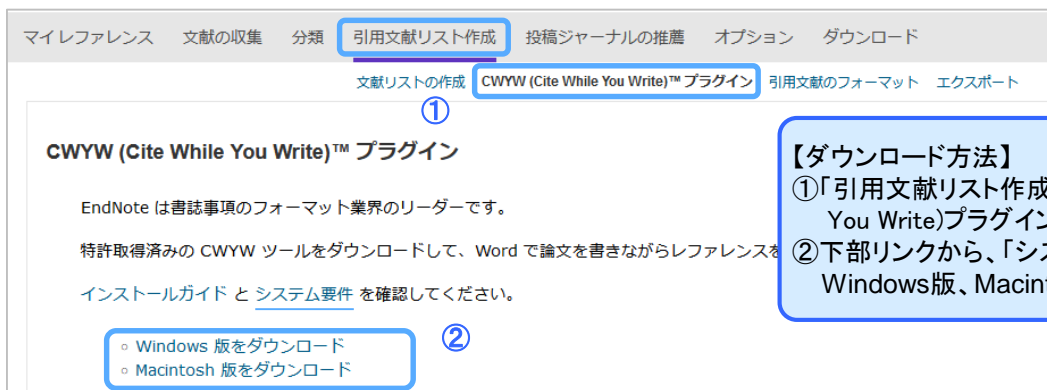 マイレファレンス 文献の収集 分類 引用文献リスト作成 投稿ジャーナルの推薦 オプション ダウンロード
文献リストの作成 CWYW (Cite While You Write)™ プラグイン 引用文献のフォーマット エクスポート
①
CWYW (Cite While You Write)™ プラグイン
EndNote は書誌事項のフォーマット業界のリーダーです。
特許取得済みの CWYW ツールをダウンロードして、Word で論文を書きながらレファレンスを
インストールガイド と システム要件 を確認してください。
②
◦ Windows 版をダウンロード
◦ Macintosh 版をダウンロード
【ダウンロード方法】
①「引用文献リスト作成
You Write)プラグイン
②下部リンクから、「シス
Windows版、Macint